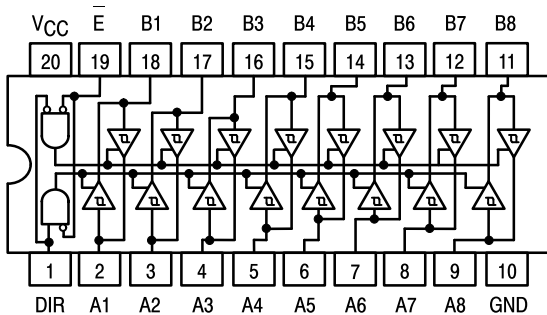 VCC E B1 B2 B3 B4 B5 B6 B7 B8
20 19 18 17 16 15 14 13 12 11
1 2 3 4 5 6 7 8 9 10
DIR A1 A2 A3 A4 A5 A6 A7 A8 GND